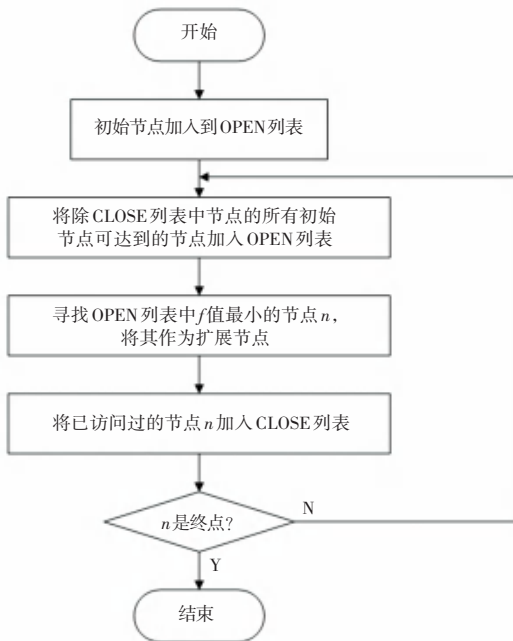 开始
初始节点加入到OPEN列表
将除CLOSE列表中节点的所有初始
节点可达到的节点加入OPEN列表
寻找OPEN列表中f值最小的节点n,
将其作为扩展节点
将已访问过的节点n加入CLOSE列表
n是终点?
N
Y
结束